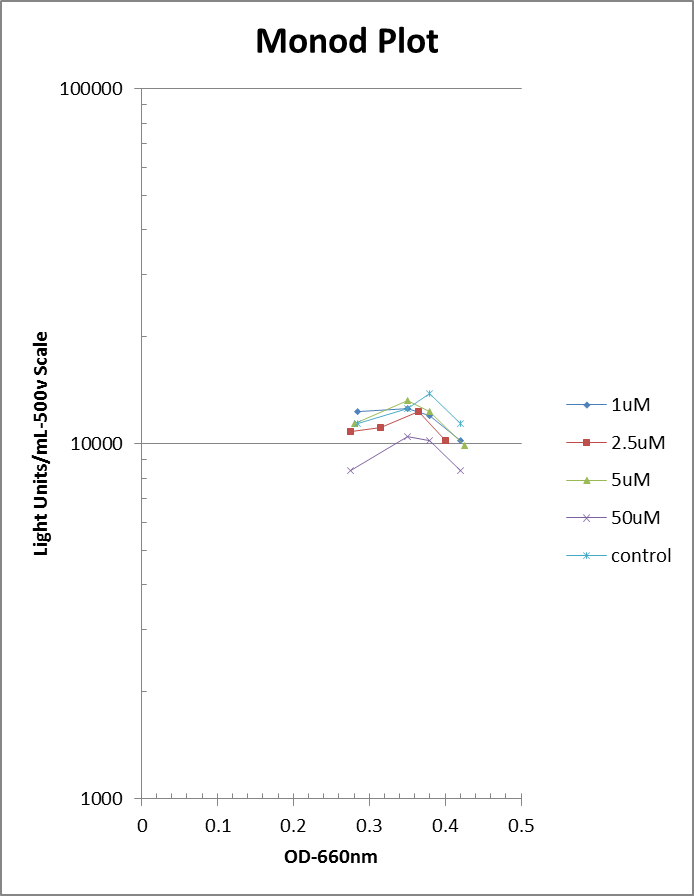 Monod Plot
100000
10000
1000
Light Units/mL-500v Scale
0 0.1 0.2 0.3 0.4 0.5
OD-660nm
1uM
2.5uM
5uM
50uM
control